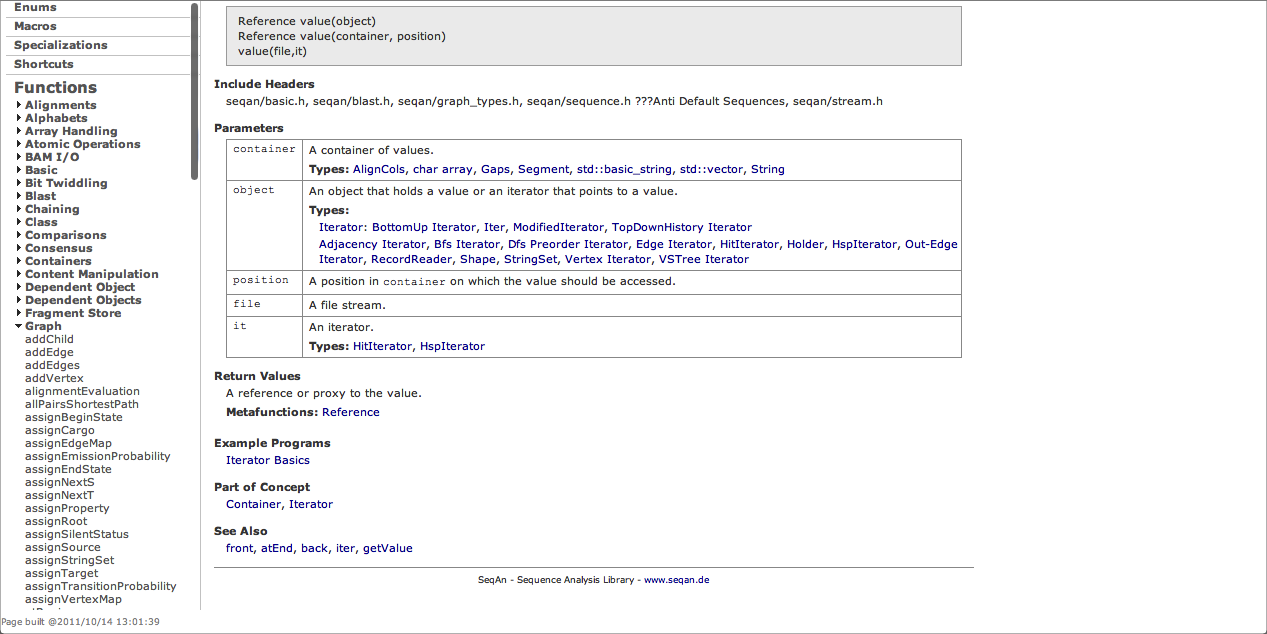 Enums
Macros
Specializations
Shortcuts
Functions
Alignments
Alphabets
Array Handling
Atomic Operations
BAM I/O
Basic
Bit Twiddling
Blast
Chaining
Class
Comparisons
Consensus
Containers
Content Manipulation
Dependent Object
Dependent Objects
Fragment Store
Graph
addChild
addEdge
addEdges
addVertex
alignmentEvaluation
allPairsShortestPath
assignBeginState
assignCargo
assignEdgeMap
assignEmissionProbability
assignEndState
assignNextS
assignNextT
assignProperty
assignRoot
assignSilentStatus
assignSource
assignStringSet
assignTarget
assignTransitionProbability
assignVertexMap
Page built @2011/10/14 13:01:39
Reference value(object)
Reference value(container, position)
value(file,it)
Include Headers
seqan/basic.h, seqan/blast.h, seqan/graph_types.h, seqan/sequence.h ???Anti Default Sequences, seqan/stream.h
Parameters
container A container of values.
Types: AlignCols, char array, Gaps, Segment, std::basic_string, std::vector, String
object An object that holds a value or an iterator that points to a value.
Types:
Iterator: BottomUp Iterator, Iter, ModifiedIterator, TopDownHistory Iterator
Adjacency Iterator, Bfs Iterator, Dfs Preorder Iterator, Edge Iterator, HitIterator, Holder, HspIterator, Out-Edge
Iterator, RecordReader, Shape, StringSet, Vertex Iterator, VSTree Iterator
position A position in container on which the value should be accessed.
file A file stream.
it An iterator.
Types: HitIterator, HspIterator
Return Values
A reference or proxy to the value.
Metafunctions: Reference
Example Programs
Iterator Basics
Part of Concept
Container, Iterator
See Also
front, atEnd, back, iter, getValue
SeqAn - Sequence Analysis Library - www.seqan.de